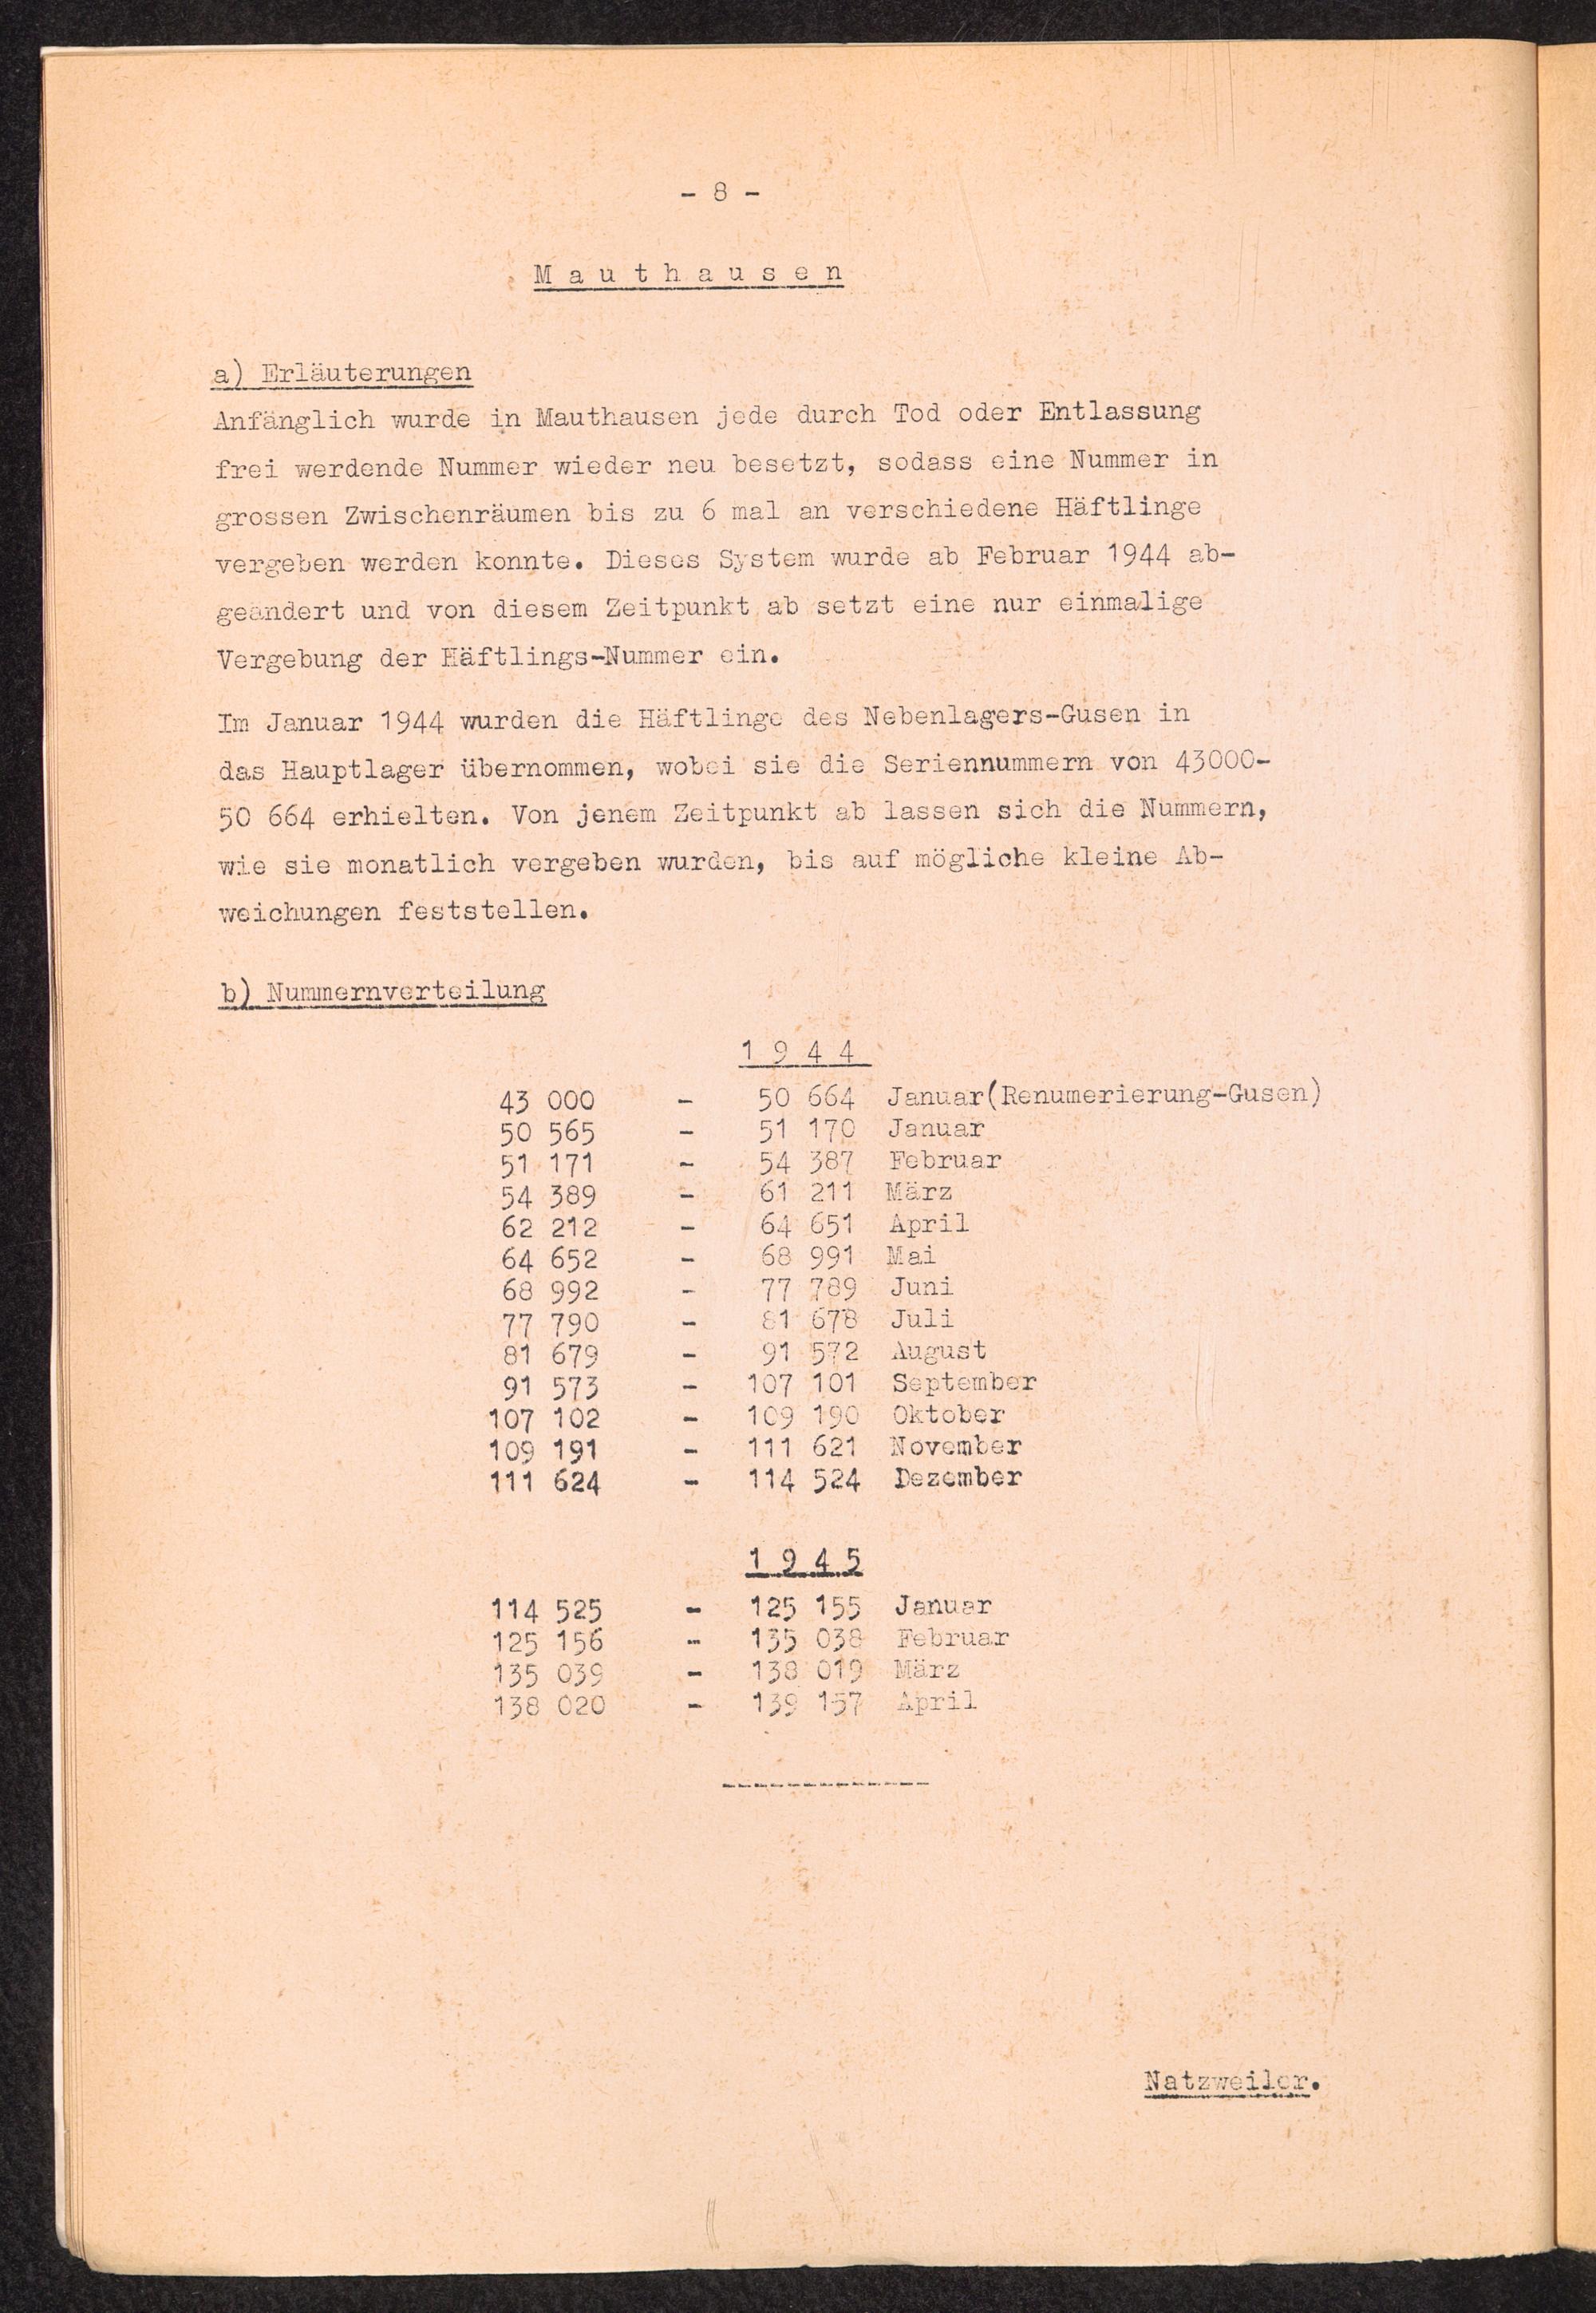 - 8 -
Mauthausen
a) Erläuterungen
Anfänglich wurde in Mauthausen jede durch Tod oder Entlassung
frei werdende Nummer wieder neu besetzt, sodass eine Nummer in
grossen Zwischenräumen bis zu 6 mal an verschiedene Häftlinge
vergeben werden konnte. Dieses System wurde ab Februar 1944 ab-
geändert und von diesem Zeitpunkt ab setzt eine nur einmalige
Vergebung der Häftlings-Nummer ein.
Im Januar 1944 wurden die Häftlinge des Nebenlagers-Gusen in
das Hauptlager übernommen, wobei sie die Seriennummern von 43000-
50 664 erhielten. Von jenem Zeitpunkt ab lassen sich die Nummern,
wie sie monatlich vergeben wurden, bis auf mögliche kleine Ab-
weichungen feststellen.
b) Nummernverteilung
1944
43 000 - 50 664 Januar(Renumerierung-Gusen)
50 565 - 51 170 Januar
51 171 - 54 387 Februar
54 389 - 61 211 März
62 212 - 64 651 April
64 652 - 68 991 Mai
68 992 - 77 789 Juni
77 790 - 81 678 Juli
81 679 - 91 572 August
91 573 - 107 101 September
107 102 - 109 190 Oktober
109 191 - 111 621 November
111 624 - 114 524 Dezember
1945
114 525 - 125 155 Januar
125 156 - 135 038 Februar
135 039 - 138 019 März
138 020 - 139 157 April
Natzweiler.